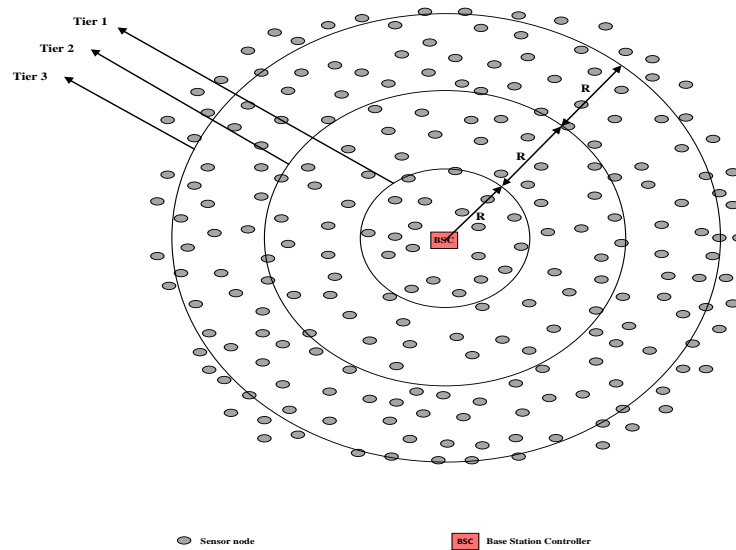 Tier 1
Tier 2
Tier 3
R
R
R
BSC
Sensor node
BSC
Base Station Controller